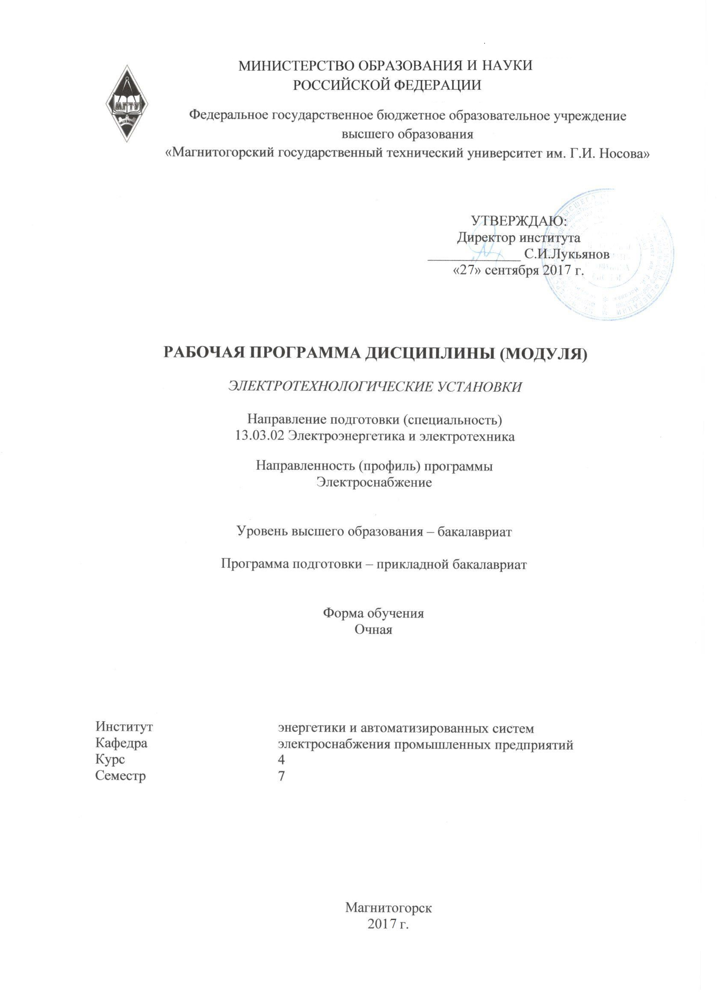 МИНИСТЕРСТВО ОБРАЗОВАНИЯ И НАУКИ
РОССИЙСКОЙ ФЕДЕРАЦИИ
МГТУ
Федеральное государственное бюджетное образовательное учреждение
высшего образования
«Магнитогорский государственный технический университет им. Г.И. Носова»
УТВЕРЖДАЮ:
Директор института
_____________ С.И.Лукьянов
«27» сентября 2017 г.
РАБОЧАЯ ПРОГРАММА ДИСЦИПЛИНЫ (МОДУЛЯ)
ЭЛЕКТРОТЕХНОЛОГИЧЕСКИЕ УСТАНОВКИ
Направление подготовки (специальность)
13.03.02 Электроэнергетика и электротехника
Направленность (профиль) программы
Электроснабжение
Уровень высшего образования – бакалавриат
Программа подготовки – прикладной бакалавриат
Форма обучения
Очная
Институт энергетики и автоматизированных систем
Кафедра электроснабжения промышленных предприятий
Курс 4
Семестр 7
Магнитогорск
2017 г.